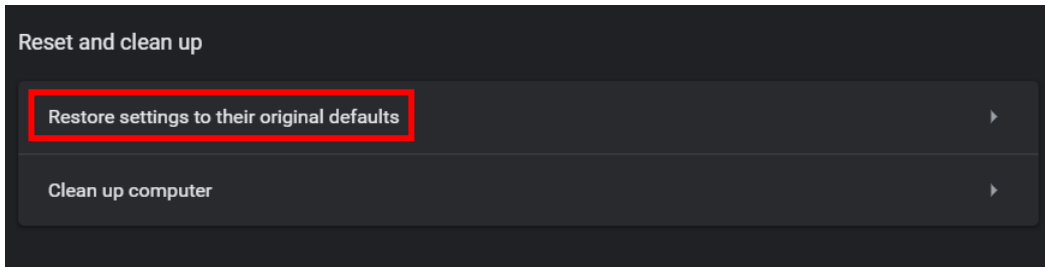 Reset and clean up
Restore settings to their original defaults
Clean up computer